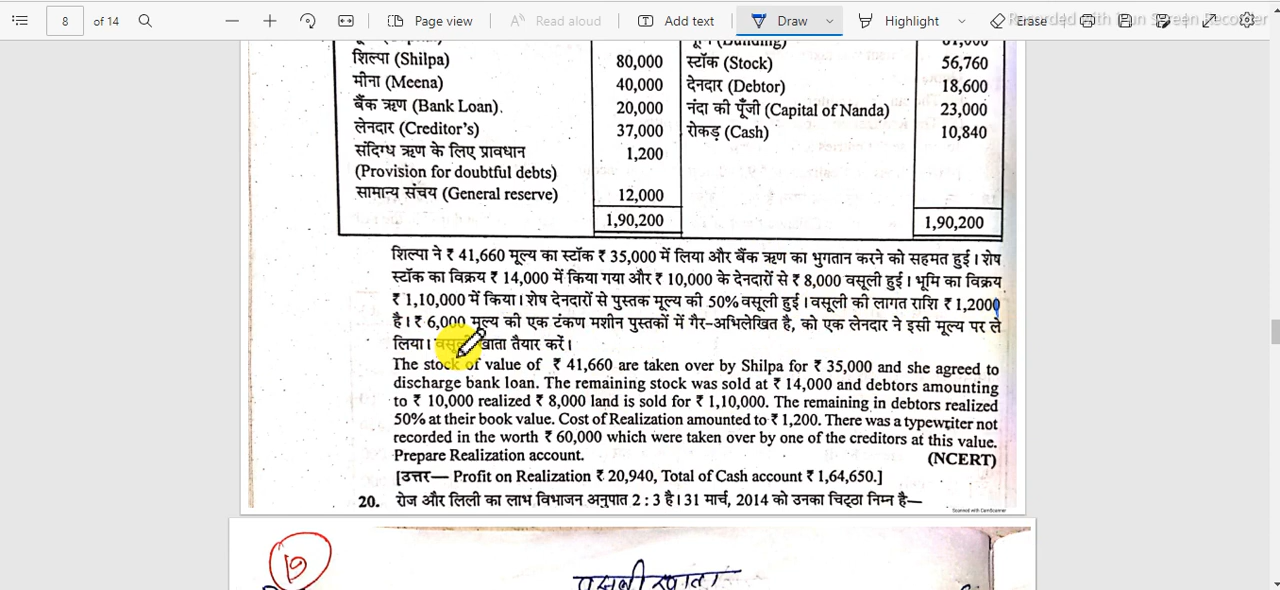 8 of 14 Page view Read aloud Add text Draw Highlight Erase
81,000
शिल्पा (Shilpa) 80,000 स्टॉक (Stock) 56,760
मीना (Meena) 40,000 देनदार (Debtor) 18,600
बैंक ऋण (Bank Loan). 20,000 नंदा की पूँजी (Capital of Nanda) 23,000
लेनदार (Creditor's) 37,000 रोकड़ (Cash) 10,840
संदिग्ध ऋण के लिए प्रावधान 1,200
(Provision for doubtful debts)
सामान्य संचय (General reserve) 12,000
1,90,200 1,90,200
शिल्पा ने ₹ 41,660 मूल्य का स्टॉक ₹ 35,000 में लिया और बैंक ऋण का भुगतान करने को सहमत हुई। शेष
स्टॉक का विक्रय ₹ 14,000 में किया गया और ₹ 10,000 के देनदारों से ₹ 8,000 वसूली हुई। भूमि का विक्रय
₹ 1,10,000 में किया। शेष देनदारों से पुस्तक मूल्य की 50% वसूली हुई। वसूली की लागत राशि ₹ 1,200
है। ₹ 6,000 मूल्य की एक टंकण मशीन पुस्तकों में गैर-अभिलेखित है, को एक लेनदार ने इसी मूल्य पर ले
लिया। वसूली खाता तैयार करें।
The stock of value of ₹ 41,660 are taken over by Shilpa for ₹ 35,000 and she agreed to
discharge bank loan. The remaining stock was sold at ₹ 14,000 and debtors amounting
to ₹ 10,000 realized ₹ 8,000 land is sold for ₹ 1,10,000. The remaining in debtors realized
50% at their book value. Cost of Realization amounted to ₹ 1,200. There was a typewriter not
recorded in the worth ₹ 60,000 which were taken over by one of the creditors at this value.
Prepare Realization account. (NCERT)
[उत्तर— Profit on Realization ₹ 20,940, Total of Cash account ₹ 1,64,650.]
20. रोज और लिली का लाभ विभाजन अनुपात 2 : 3 है। 31 मार्च, 2014 को उनका चिट्ठा निम्न है—
Scanned with CamScanner
वसूली खाता